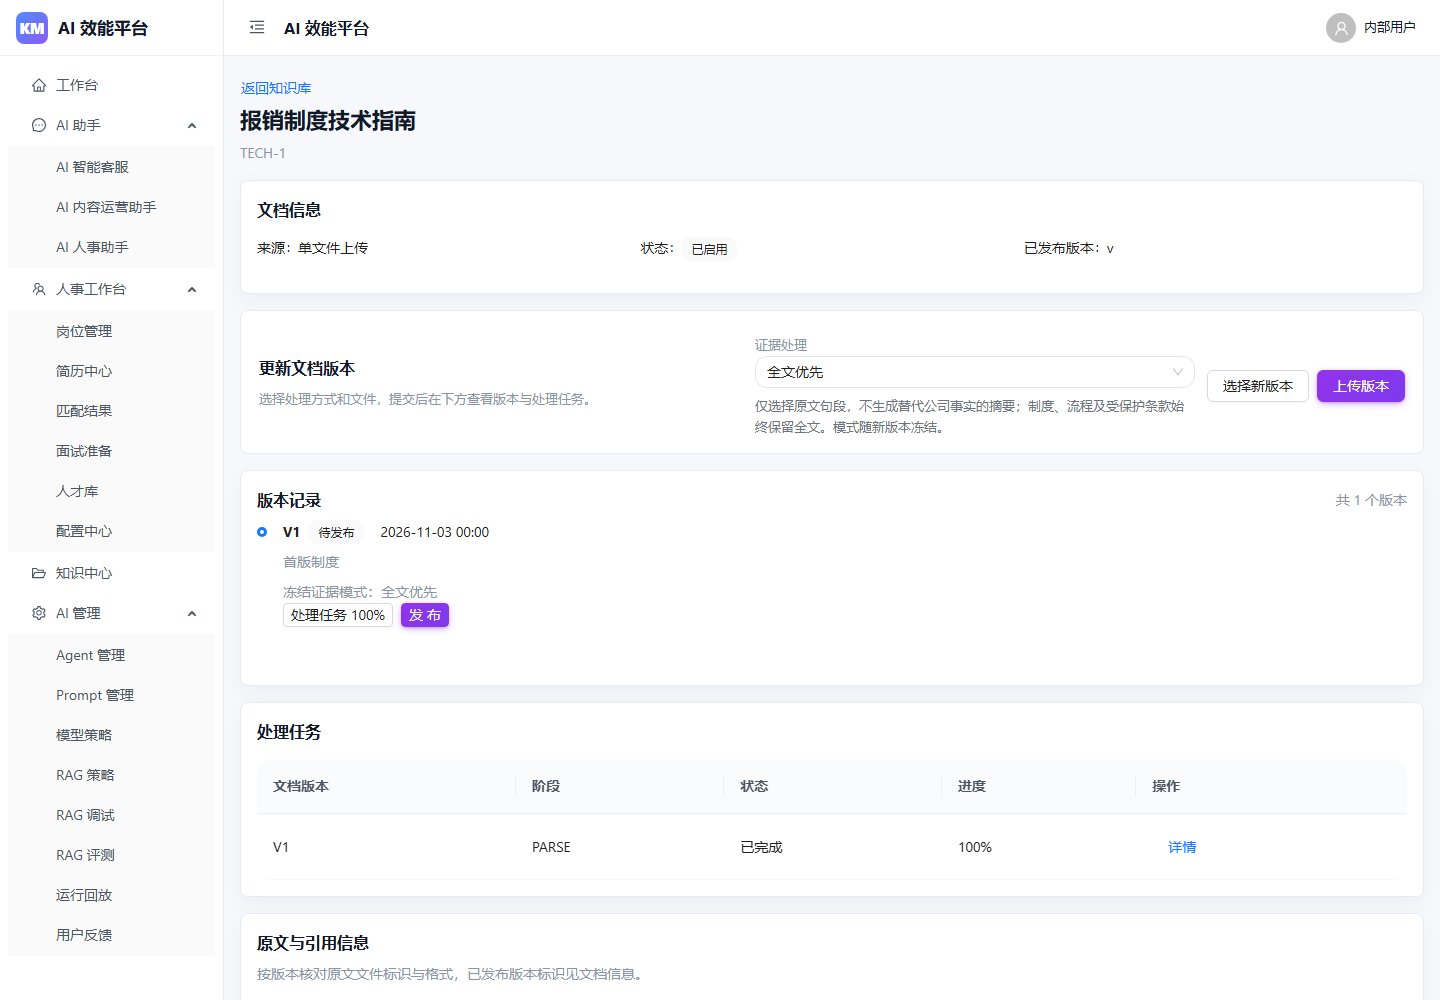 KM AI 效能平台
AI 效能平台
内部用户
工作台
AI 助手
AI 智能客服
AI 内容运营助手
AI 人事助手
人事工作台
岗位管理
简历中心
匹配结果
面试准备
人才库
配置中心
知识中心
AI 管理
Agent 管理
Prompt 管理
模型策略
RAG 策略
RAG 调试
RAG 评测
运行回放
用户反馈
返回知识库
报销制度技术指南
TECH-1
文档信息
来源：单文件上传
状态： 已启用
已发布版本：v
更新文档版本
选择处理方式和文件，提交后在下方查看版本与处理任务。
证据处理
全文优先
仅选择原文句段，不生成替代公司事实的摘要；制度、流程及受保护条款始
终保留全文。模式随新版本冻结。
选择新版本
上传版本
版本记录
共 1 个版本
V1 待发布 2026-11-03 00:00
首版制度
冻结证据模式：全文优先
处理任务 100% 发 布
处理任务
文档版本 阶段 状态 进度 操作
V1 PARSE 已完成 100% 详情
原文与引用信息
按版本核对原文文件标识与格式，已发布版本标识见文档信息。